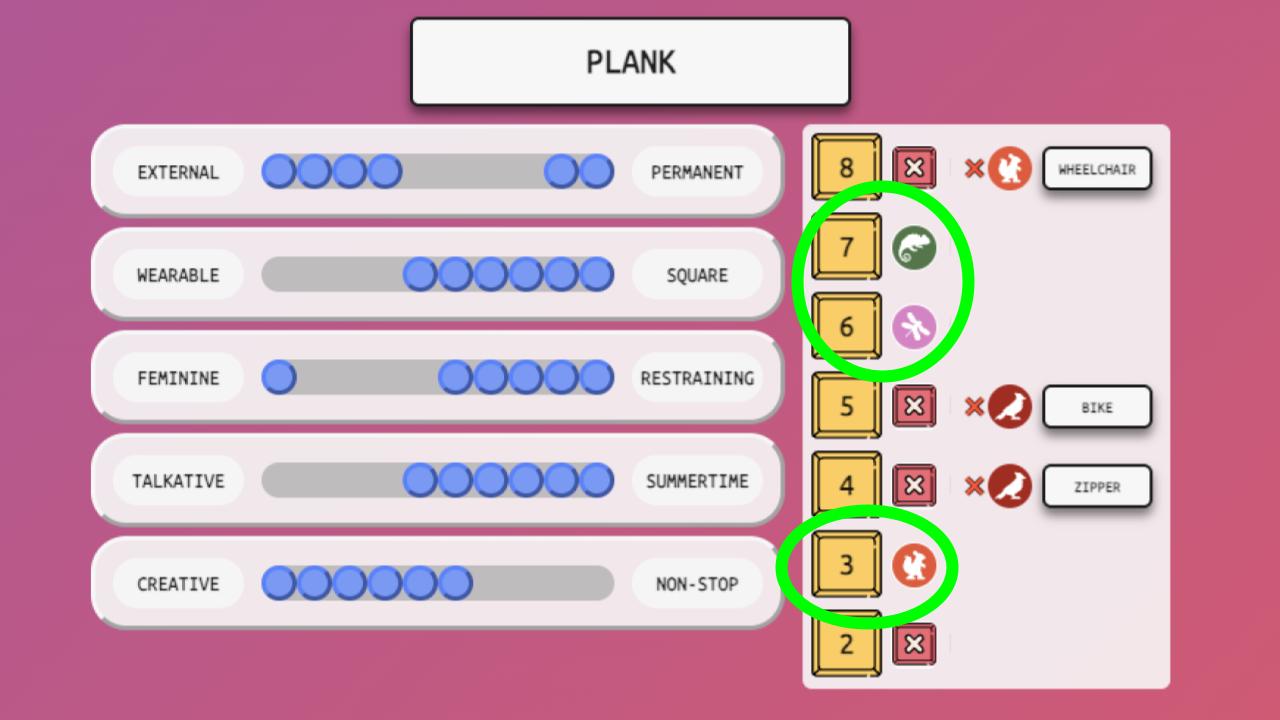 PLANK
EXTERNAL PERMANENT
WEARABLE SQUARE
FEMININE RESTRAINING
TALKATIVE SUMMERTIME
CREATIVE NON-STOP
8 WHEELCHAIR
7
6
5 BIKE
4 ZIPPER
3
2